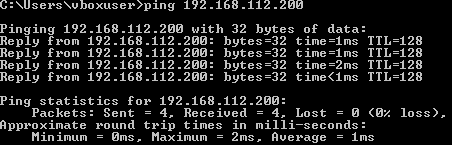 C:\Users\vboxuser>ping 192.168.112.200
Pinging 192.168.112.200 with 32 bytes of data:
Reply from 192.168.112.200: bytes=32 time=1ms TTL=128
Reply from 192.168.112.200: bytes=32 time=1ms TTL=128
Reply from 192.168.112.200: bytes=32 time=2ms TTL=128
Reply from 192.168.112.200: bytes=32 time<1ms TTL=128
Ping statistics for 192.168.112.200:
Packets: Sent = 4, Received = 4, Lost = 0 (0% loss),
Approximate round trip times in milli-seconds:
Minimum = 0ms, Maximum = 2ms, Average = 1ms